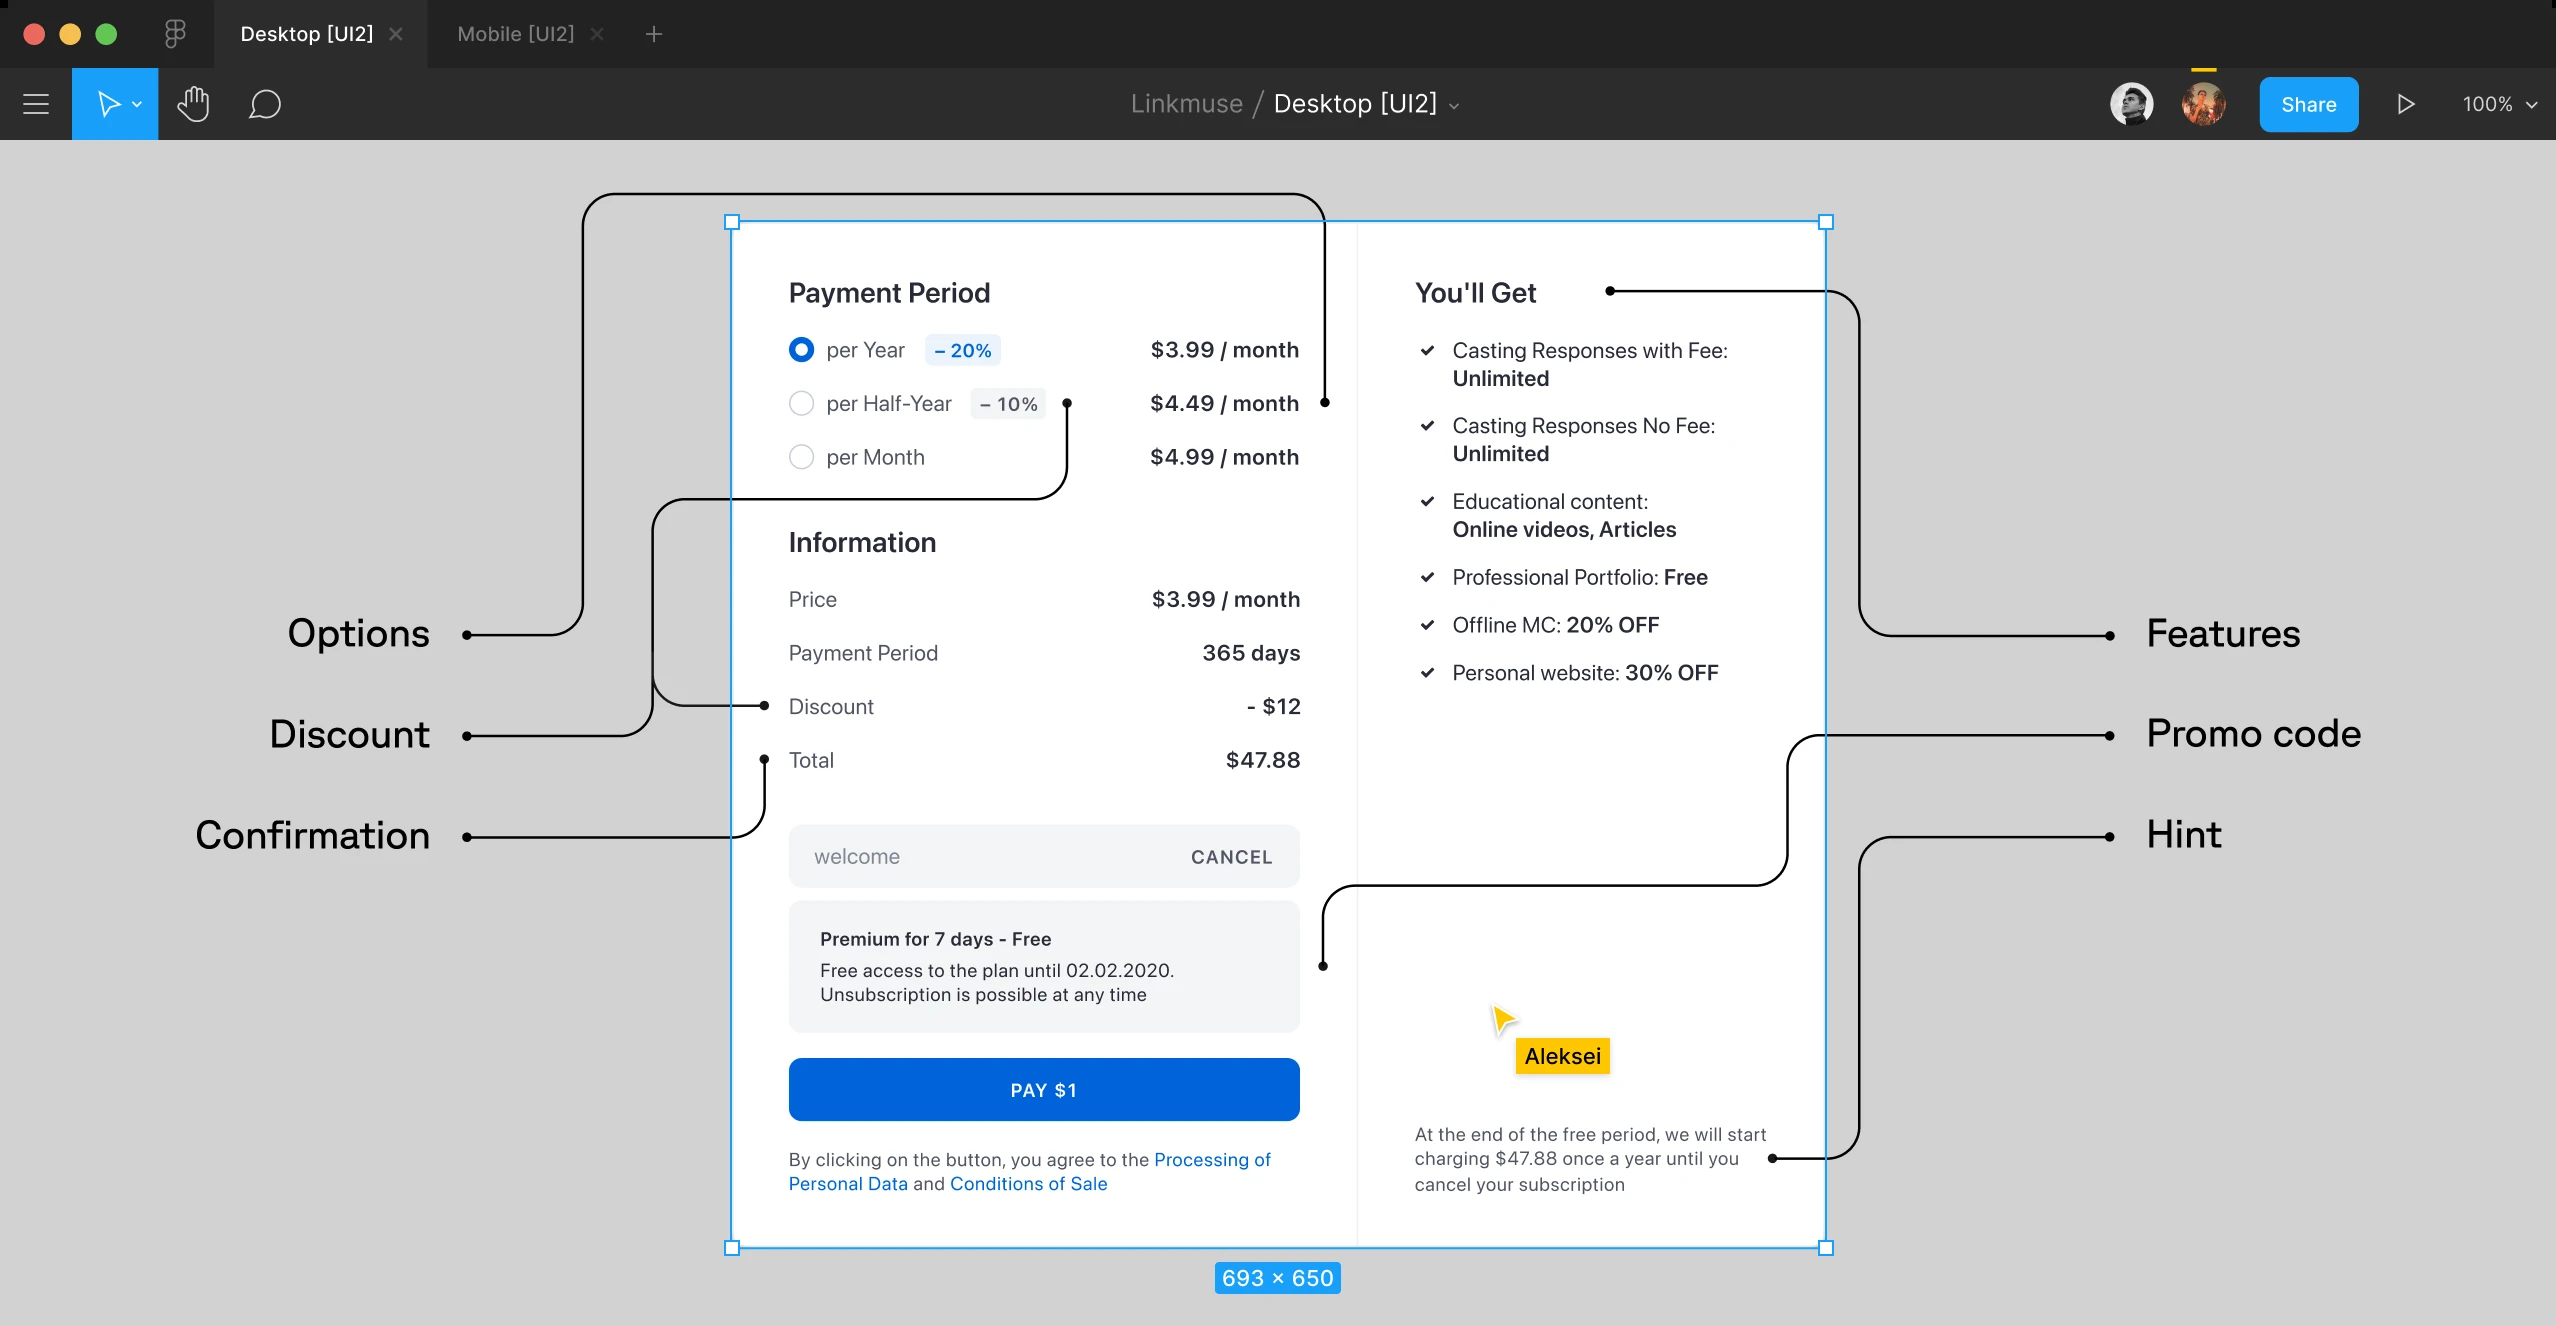 Desktop [UI2]
Mobile [UI2]
Linkmuse / Desktop [UI2]
Share
100%
Options
Discount
Confirmation
Payment Period
per Year – 20% $3.99 / month
per Half-Year – 10% $4.49 / month
per Month $4.99 / month
Information
Price $3.99 / month
Payment Period 365 days
Discount - $12
Total $47.88
welcome CANCEL
Premium for 7 days - Free
Free access to the plan until 02.02.2020.
Unsubscription is possible at any time
PAY $1
By clicking on the button, you agree to the Processing of
Personal Data and Conditions of Sale
You'll Get
Casting Responses with Fee:
Unlimited
Casting Responses No Fee:
Unlimited
Educational content:
Online videos, Articles
Professional Portfolio: Free
Offline MC: 20% OFF
Personal website: 30% OFF
Aleksei
At the end of the free period, we will start
charging $47.88 once a year until you
cancel your subscription
Features
Promo code
Hint
693 × 650